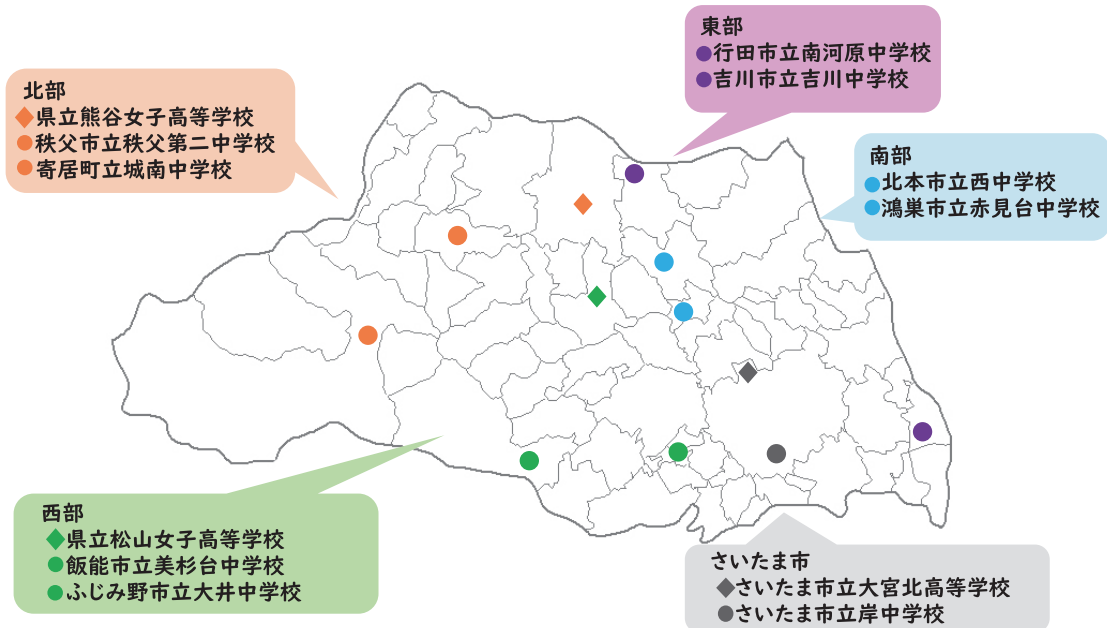 東部
行田市立南河原中学校
吉川市立吉川中学校
北部
県立熊谷女子高等学校
秩父市立秩父第二中学校
寄居町立城南中学校
南部
北本市立西中学校
鴻巣市立赤見台中学校
西部
県立松山女子高等学校
飯能市立美杉台中学校
ふじみ野市立大井中学校
さいたま市
さいたま市立大宮北高等学校
さいたま市立岸中学校